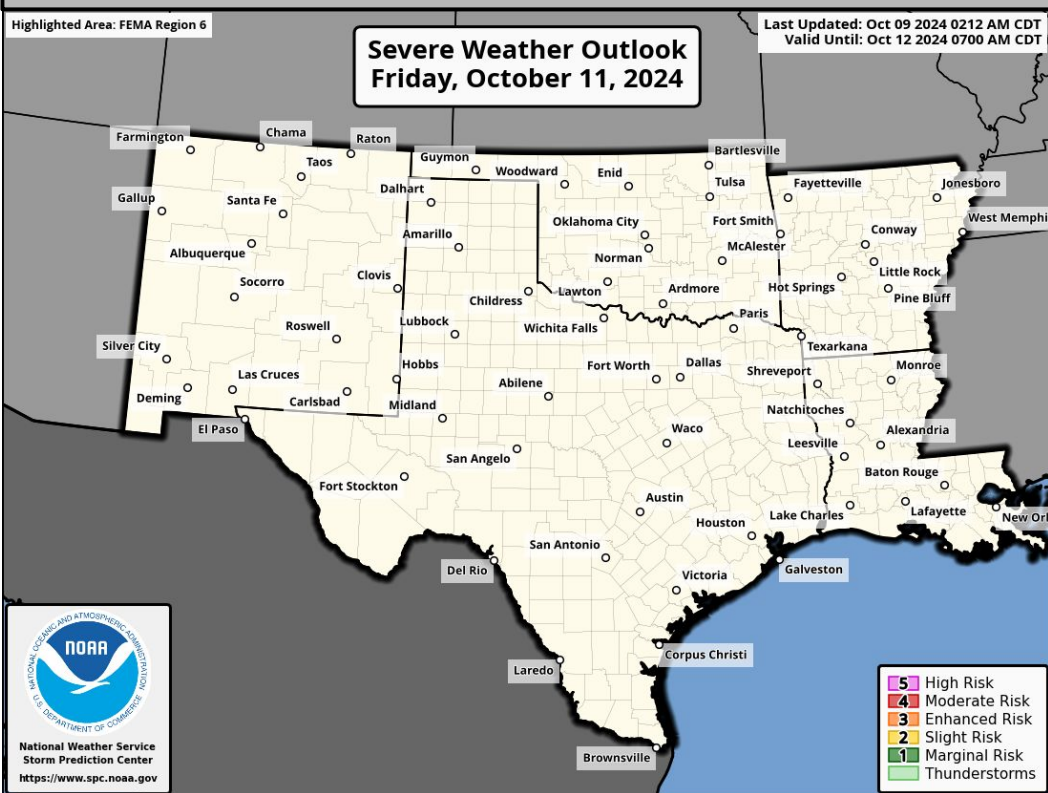 Highlighted Area: FEMA Region 6
Last Updated: Oct 09 2024 0212 AM CDT
Valid Until: Oct 12 2024 0700 AM CDT
Severe Weather Outlook
Friday, October 11, 2024
Farmington
Chama
Raton
Taos
Guymon
Woodward
Enid
Bartlesville
Gallup
Santa Fe
Dalhart
Tulsa
Fayetteville
Jonesboro
Albuquerque
Amarillo
Oklahoma City
Fort Smith
Conway
West Memphi
Norman
McAlester
Socorro
Clovis
Childress
Lawton
Ardmore
Hot Springs
Little Rock
Pine Bluff
Roswell
Lubbock
Wichita Falls
Paris
Texarkana
Silver City
Las Cruces
Hobbs
Fort Worth
Dallas
Shreveport
Monroe
Deming
Carlsbad
Midland
Abilene
Natchitoches
El Paso
San Angelo
Waco
Leesville
Alexandria
Fort Stockton
Baton Rouge
Austin
Houston
Lake Charles
Lafayette
New Orl
San Antonio
Del Rio
Victoria
Galveston
Laredo
Corpus Christi
Brownsville
NATIONAL OCEANIC AND ATMOSPHERIC ADMINISTRATION
NOAA
U.S. DEPARTMENT OF COMMERCE
National Weather Service
Storm Prediction Center
https://www.spc.noaa.gov
5 High Risk
4 Moderate Risk
3 Enhanced Risk
2 Slight Risk
1 Marginal Risk
Thunderstorms